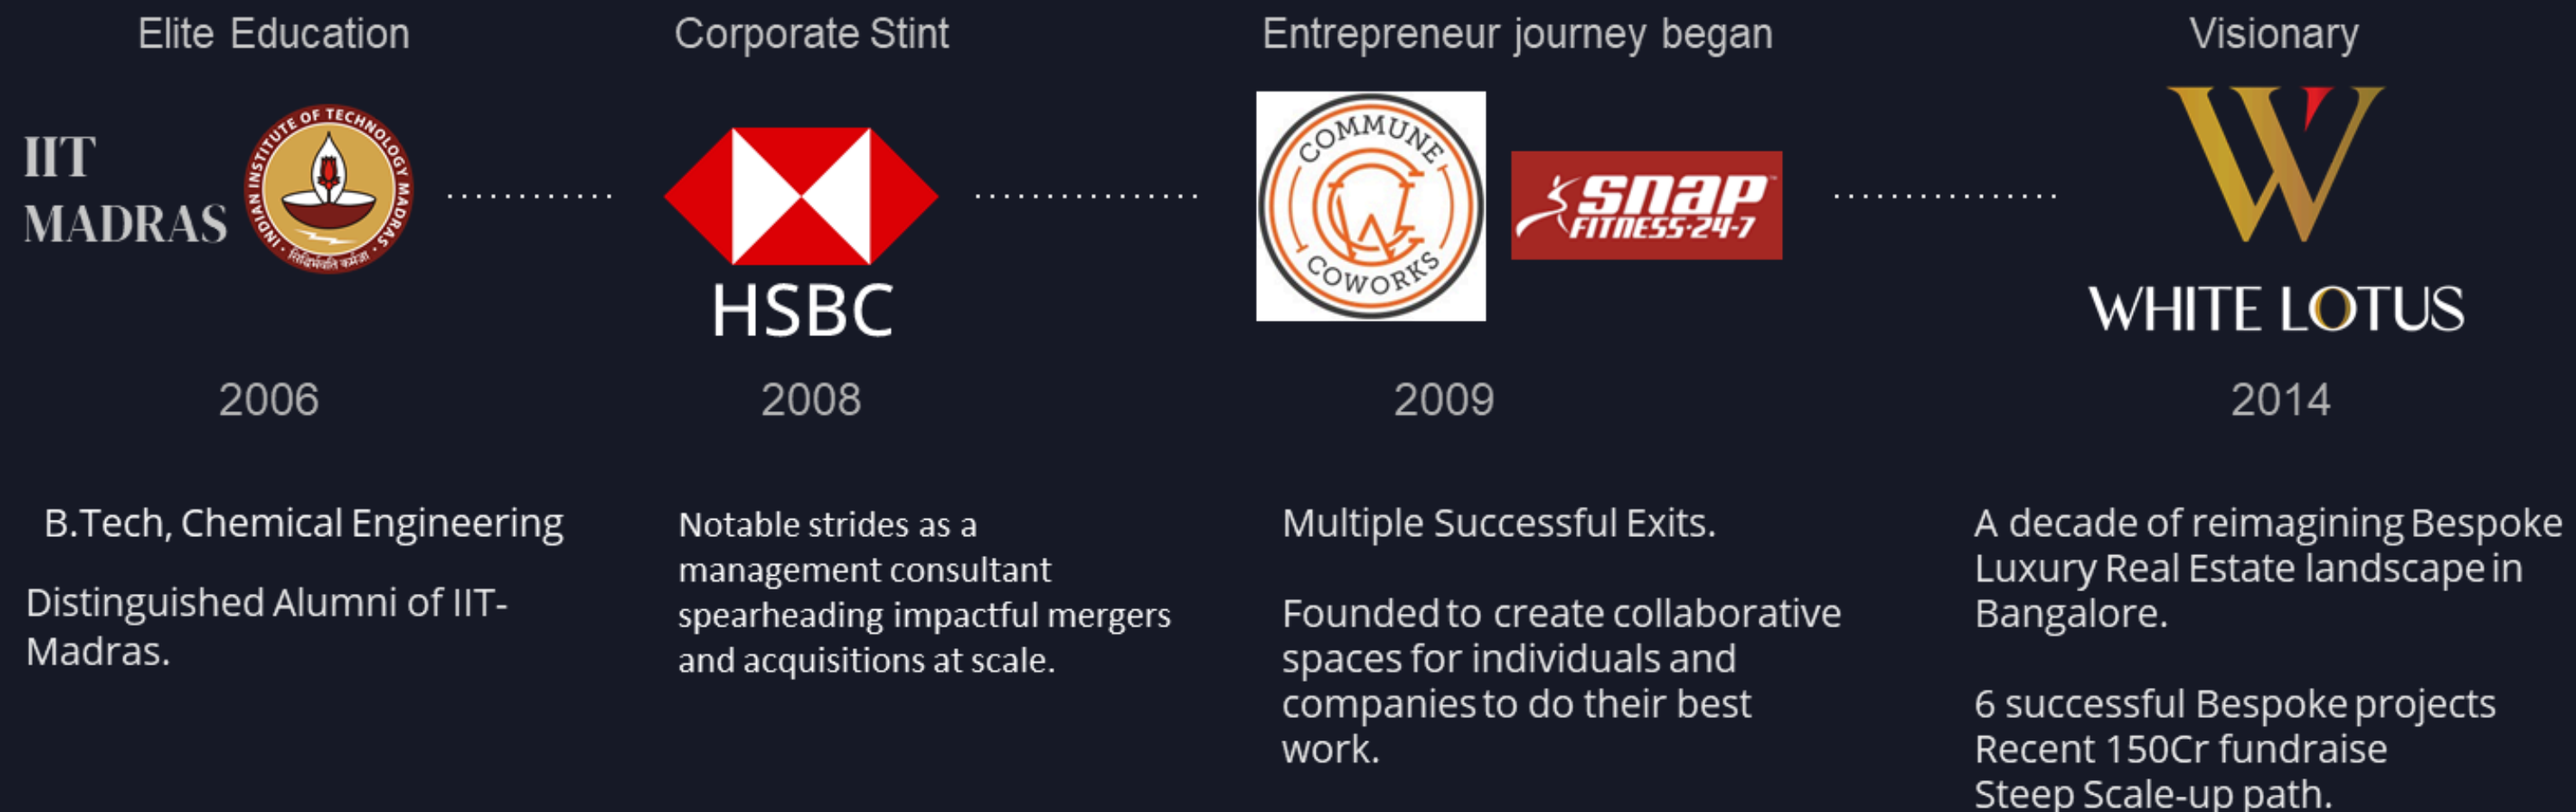 Elite Education
IIT
MADRAS
INDIAN INSTITUTE OF TECHNOLOGY MADRAS
सिद्धिर्भवति कर्मजा
2006
B.Tech, Chemical Engineering
Distinguished Alumni of IIT-
Madras.
Corporate Stint
HSBC
2008
Notable strides as a
management consultant
spearheading impactful mergers
and acquisitions at scale.
Entrepreneur journey began
COMMUNE
CW
COWORKS
snap
FITNESS·24-7
2009
Multiple Successful Exits.
Founded to create collaborative
spaces for individuals and
companies to do their best
work.
Visionary
W
WHITE LOTUS
2014
A decade of reimagining Bespoke
Luxury Real Estate landscape in
Bangalore.
6 successful Bespoke projects
Recent 150Cr fundraise
Steep Scale-up path.